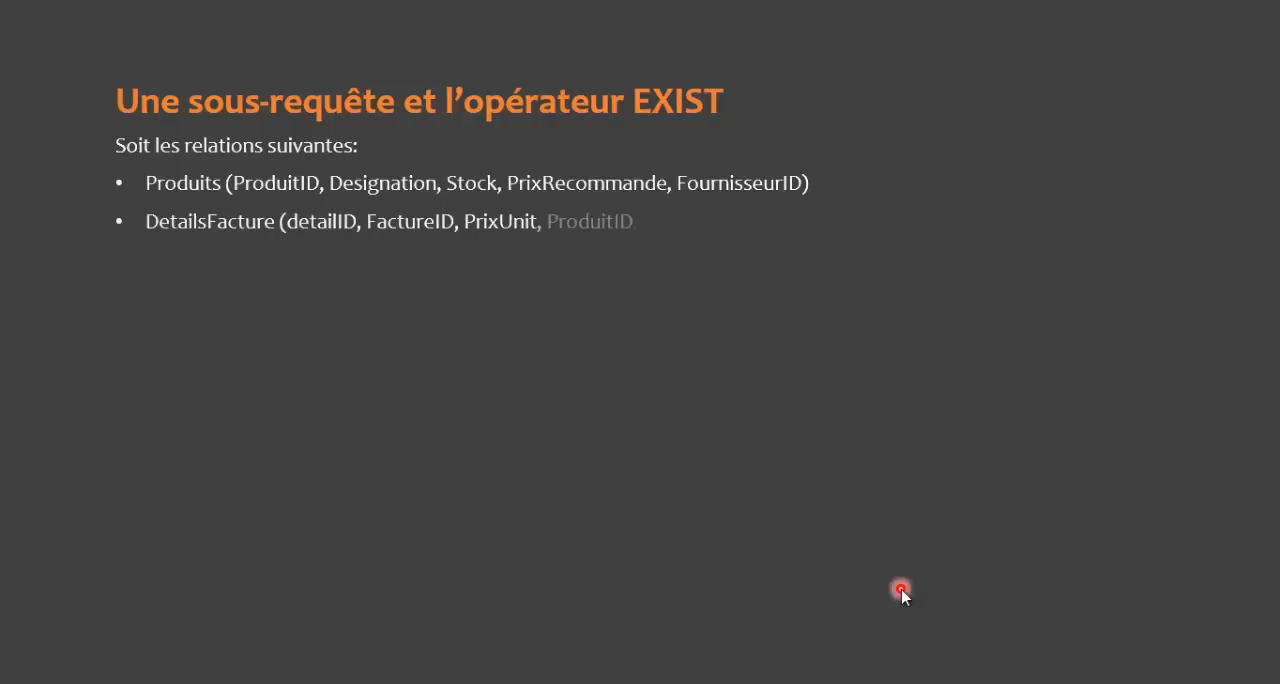 Une sous-requête et l’opérateur EXIST
Soit les relations suivantes:
• Produits (ProduitID, Designation, Stock, PrixRecommande, FournisseurID)
• DetailsFacture (detailID, FactureID, PrixUnit, ProduitID